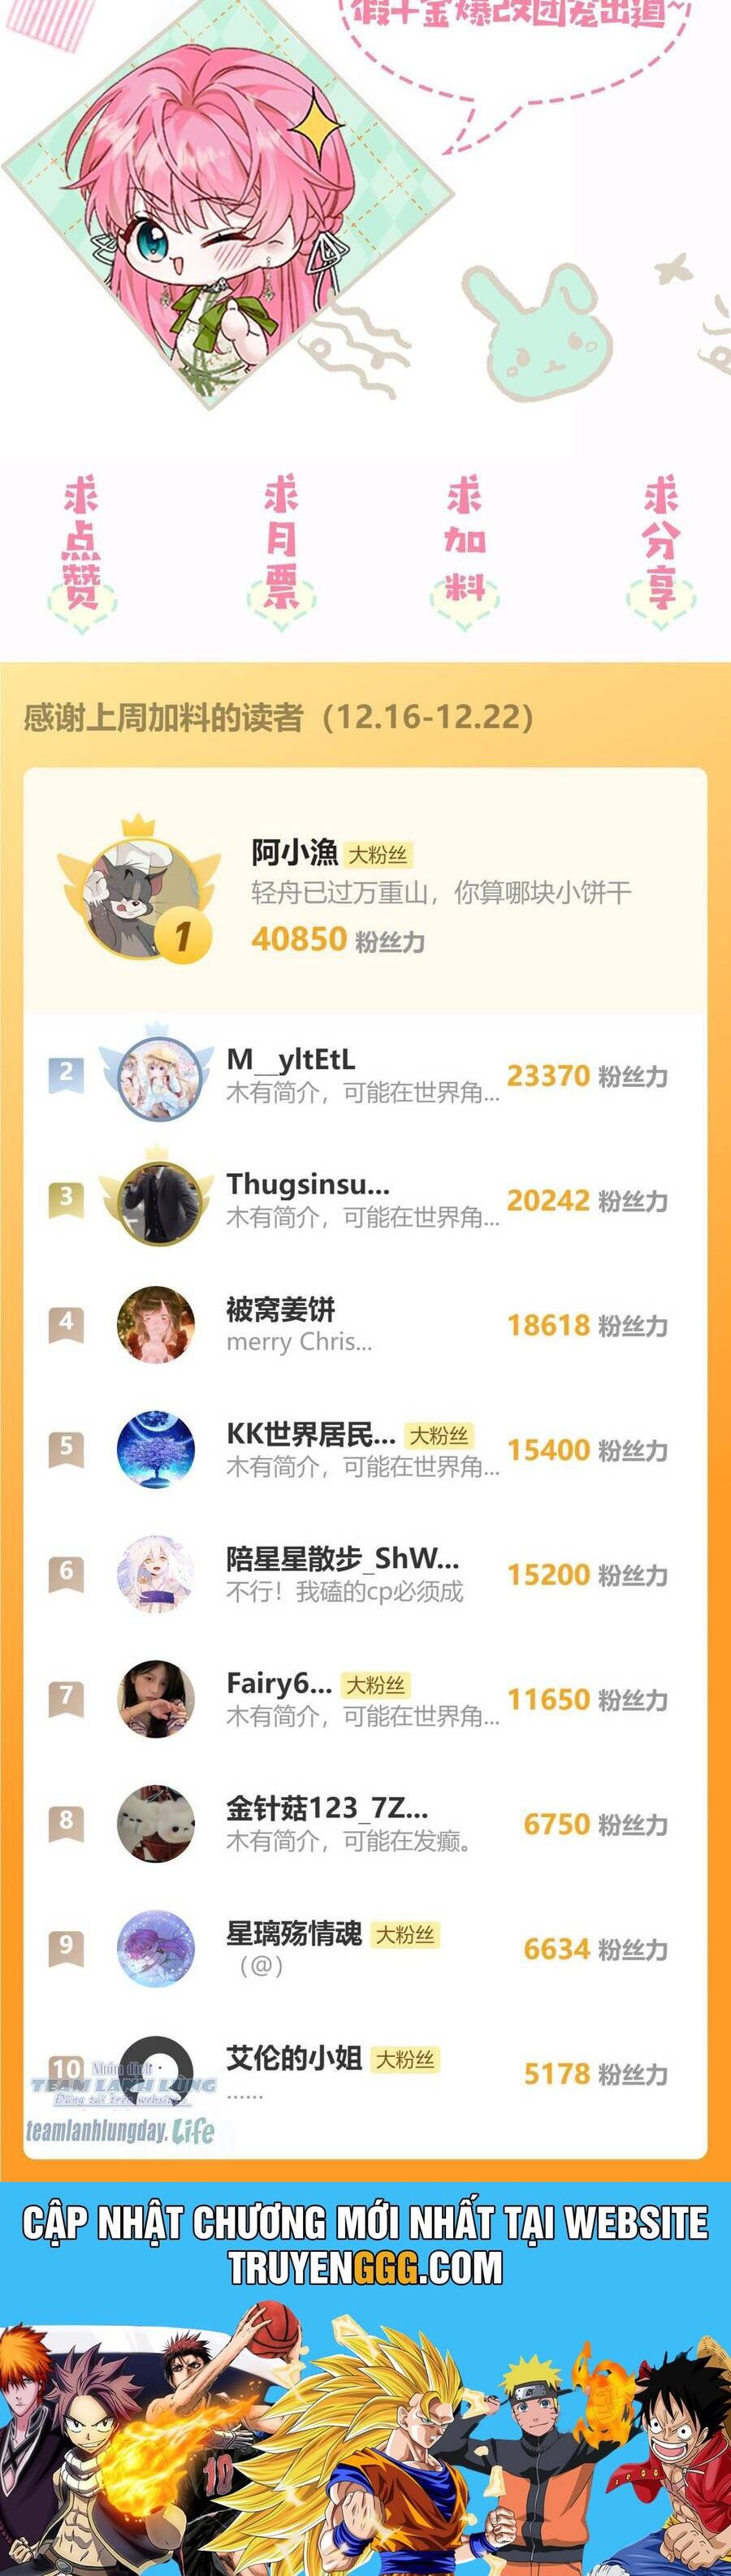 假千金爆改团宠出道~
求点赞
求月票
求加料
求分享
感谢上周加料的读者（12.16-12.22）
阿小漁 大粉丝
轻舟已过万重山，你算哪块小饼干
1
40850 粉丝力
2
M__yltEtL
木有简介，可能在世界角...
23370 粉丝力
3
Thugsinsu...
木有简介，可能在世界角...
20242 粉丝力
4
被窝姜饼
merry Chris...
18618 粉丝力
5
KK世界居民... 大粉丝
木有简介，可能在世界角...
15400 粉丝力
6
陪星星散步_ShW...
不行！我磕的cp必须成
15200 粉丝力
7
Fairy6... 大粉丝
木有简介，可能在世界角...
11650 粉丝力
8
金针菇123_7Z...
木有简介，可能在发癫。
6750 粉丝力
9
星璃殇情魂 大粉丝
（@）
6634 粉丝力
10
艾伦的小姐 大粉丝
......
5178 粉丝力
Nhóm dịch
TEAM LẠNH LÙNG
Đăng tại trên website
teamlanhlungday.Life
CẬP NHẬT CHƯƠNG MỚI NHẤT TẠI WEBSITE
TRUYENGGG.COM
10